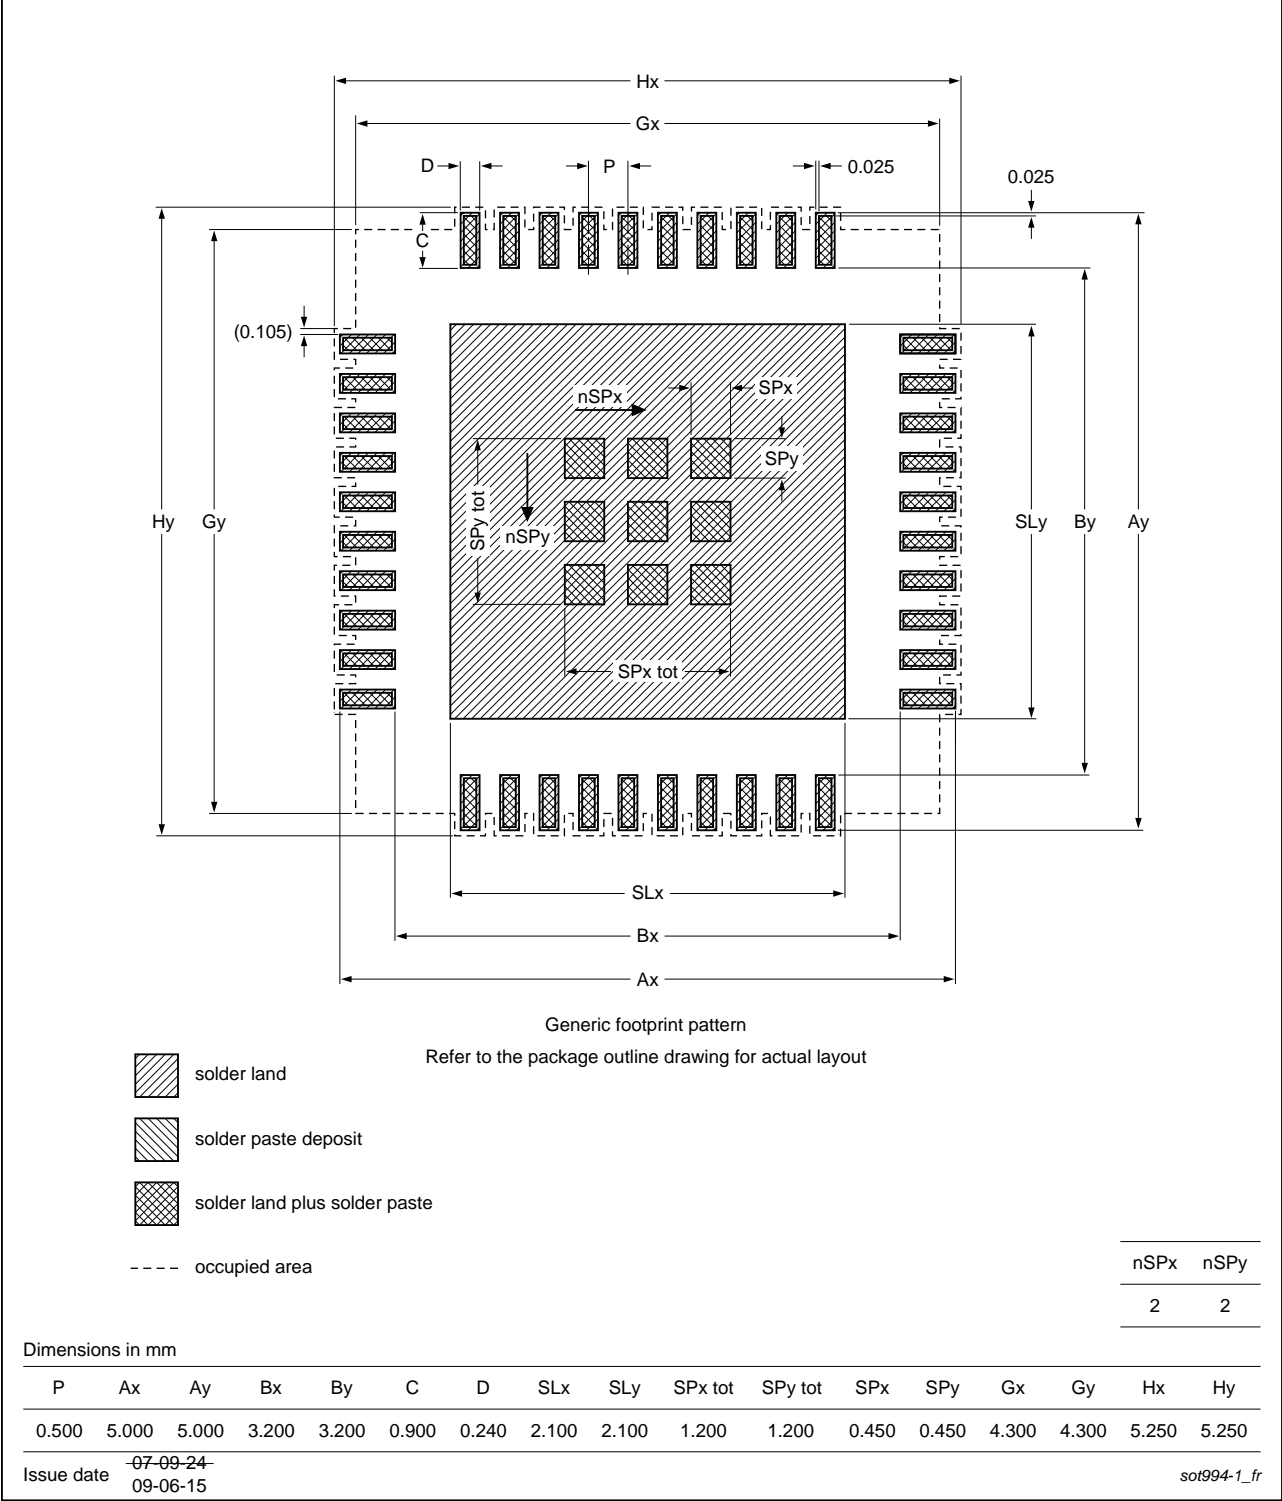 Hx
Gx
D
P
0.025
0.025
C
(0.105)
SPx
nSPx
SPy
SPy tot
nSPy
Hy
Gy
SLy
By
Ay
SPx tot
SLx
Bx
Ax
Generic footprint pattern
Refer to the package outline drawing for actual layout
solder land
solder paste deposit
solder land plus solder paste
occupied area
nSPx nSPy
2 2
Dimensions in mm
P Ax Ay Bx By C D SLx SLy SPx tot SPy tot SPx SPy Gx Gy Hx Hy
0.500 5.000 5.000 3.200 3.200 0.900 0.240 2.100 2.100 1.200 1.200 0.450 0.450 4.300 4.300 5.250 5.250
Issue date 07-09-24
09-06-15
sot994-1_fr